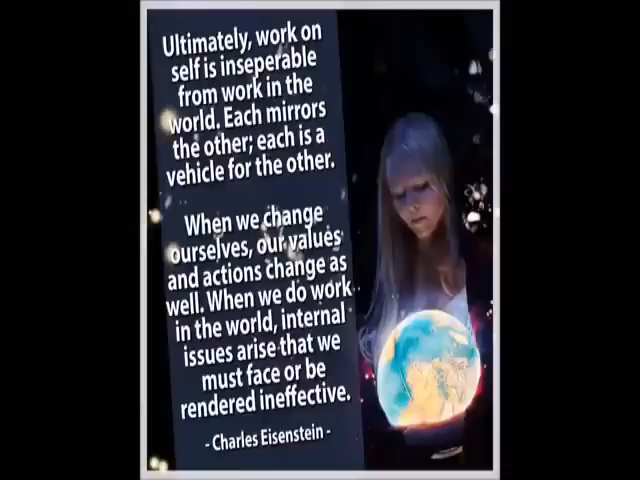 Ultimately, work on
self is inseperable
from work in the
world. Each mirrors
the other; each is a
vehicle for the other.
When we change
ourselves, our values
and actions change as
well. When we do work
in the world, internal
issues arise that we
must face or be
rendered ineffective.
- Charles Eisenstein -